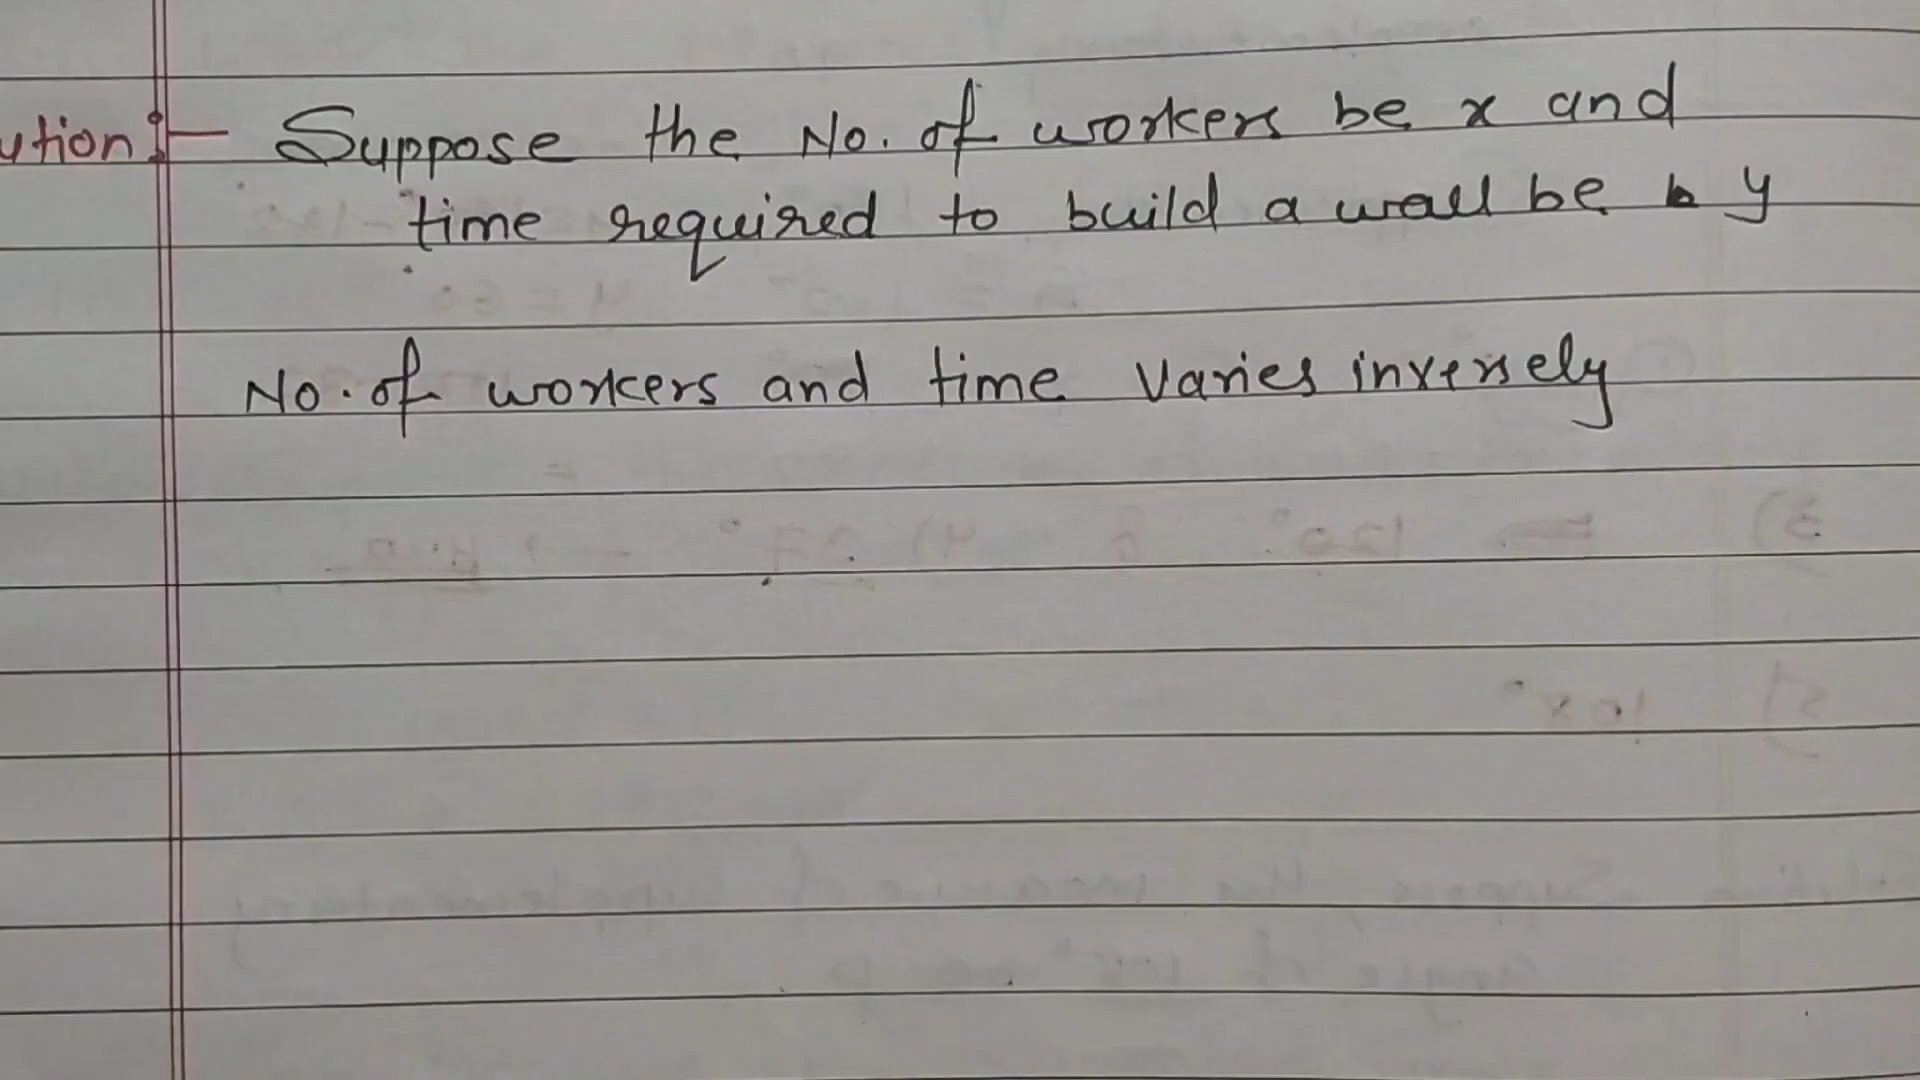 ution :- Suppose the No. of workers be x and
time required to build a wall be y
No. of workers and time varies inversely